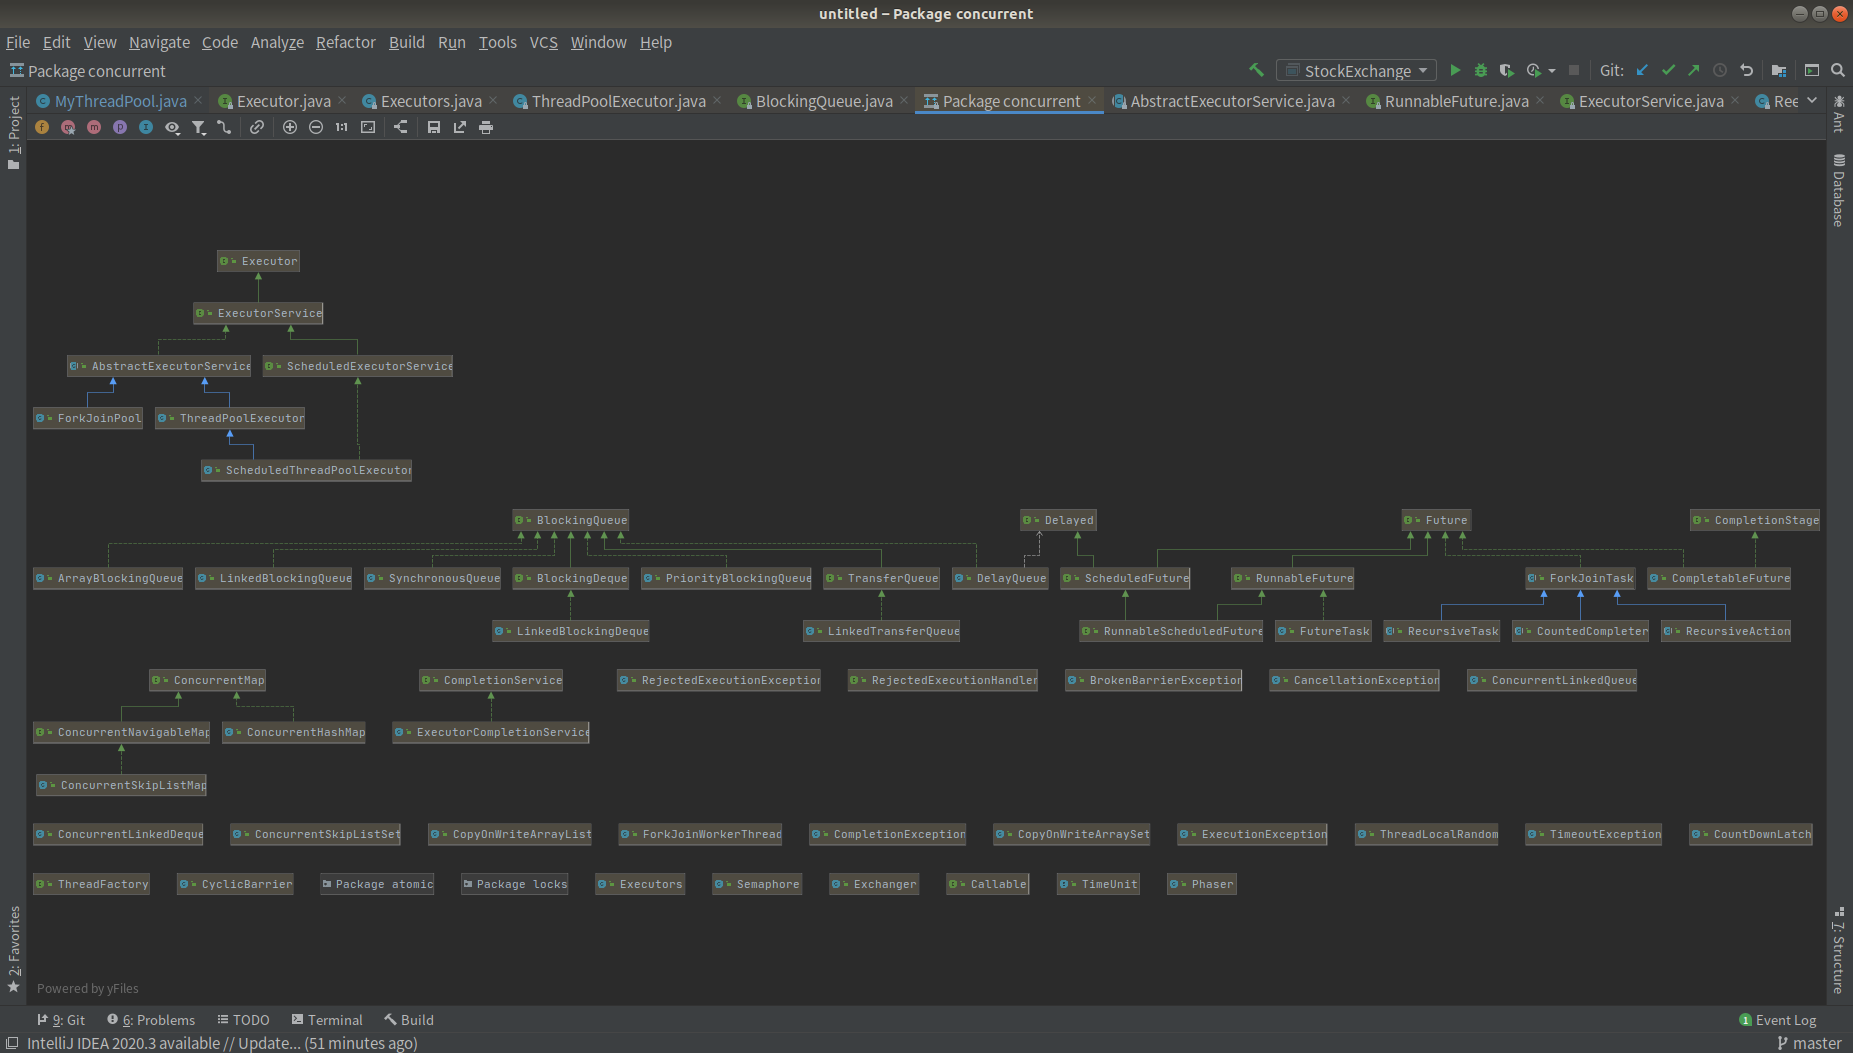 untitled – Package concurrent
File Edit View Navigate Code Analyze Refactor Build Run Tools VCS Window Help
Package concurrent
StockExchange
Git:
MyThreadPool.java Executor.java Executors.java ThreadPoolExecutor.java BlockingQueue.java Package concurrent AbstractExecutorService.java RunnableFuture.java ExecutorService.java Ree
1:1
1: Project
Ant
Database
Executor
ExecutorService
AbstractExecutorService ScheduledExecutorService
ForkJoinPool ThreadPoolExecutor
ScheduledThreadPoolExecutor
BlockingQueue Delayed Future CompletionStage
ArrayBlockingQueue LinkedBlockingQueue SynchronousQueue BlockingDeque PriorityBlockingQueue TransferQueue DelayQueue ScheduledFuture RunnableFuture ForkJoinTask CompletableFuture
LinkedBlockingDeque LinkedTransferQueue RunnableScheduledFuture FutureTask RecursiveTask CountedCompleter RecursiveAction
ConcurrentMap CompletionService RejectedExecutionException RejectedExecutionHandler BrokenBarrierException CancellationException ConcurrentLinkedQueue
ConcurrentNavigableMap ConcurrentHashMap ExecutorCompletionService
ConcurrentSkipListMap
ConcurrentLinkedDeque ConcurrentSkipListSet CopyOnWriteArrayList ForkJoinWorkerThread CompletionException CopyOnWriteArraySet ExecutionException ThreadLocalRandom TimeoutException CountDownLatch
ThreadFactory CyclicBarrier Package atomic Package locks Executors Semaphore Exchanger Callable TimeUnit Phaser
2: Favorites
7: Structure
Powered by yFiles
9: Git 6: Problems TODO Terminal Build 1 Event Log
IntelliJ IDEA 2020.3 available // Update... (51 minutes ago) master